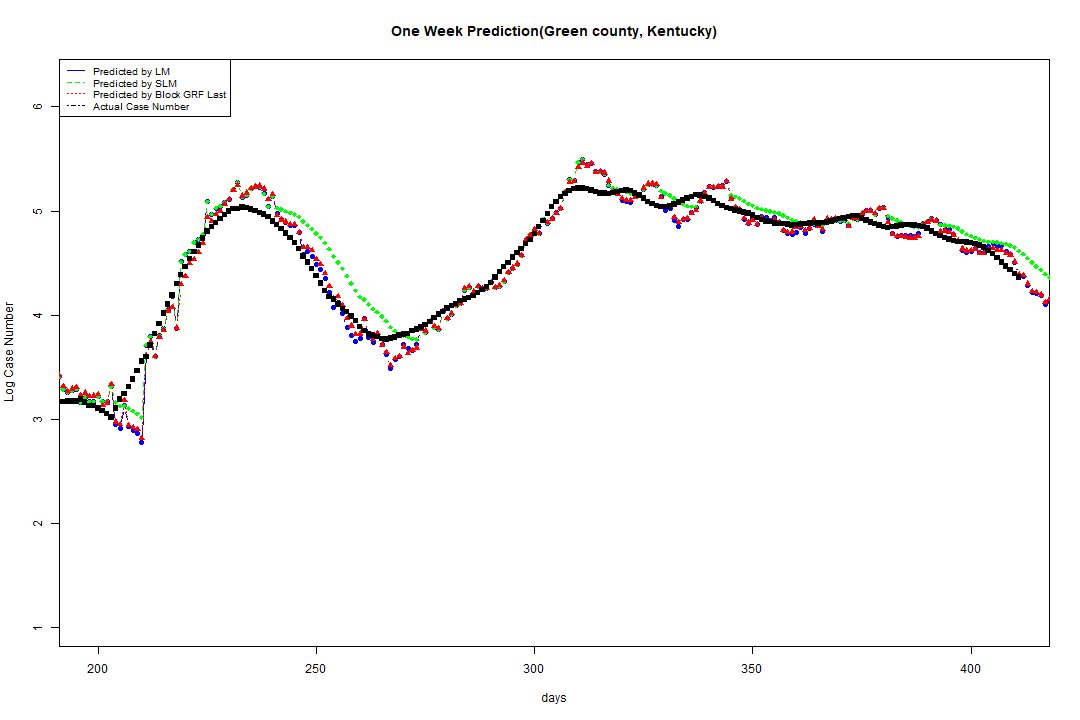 One Week Prediction(Green county, Kentucky)
Predicted by LM
Predicted by SLM
Predicted by Block GRF Last
Actual Case Number
6
5
4
3
2
1
Log Case Number
200 250 300 350 400
days